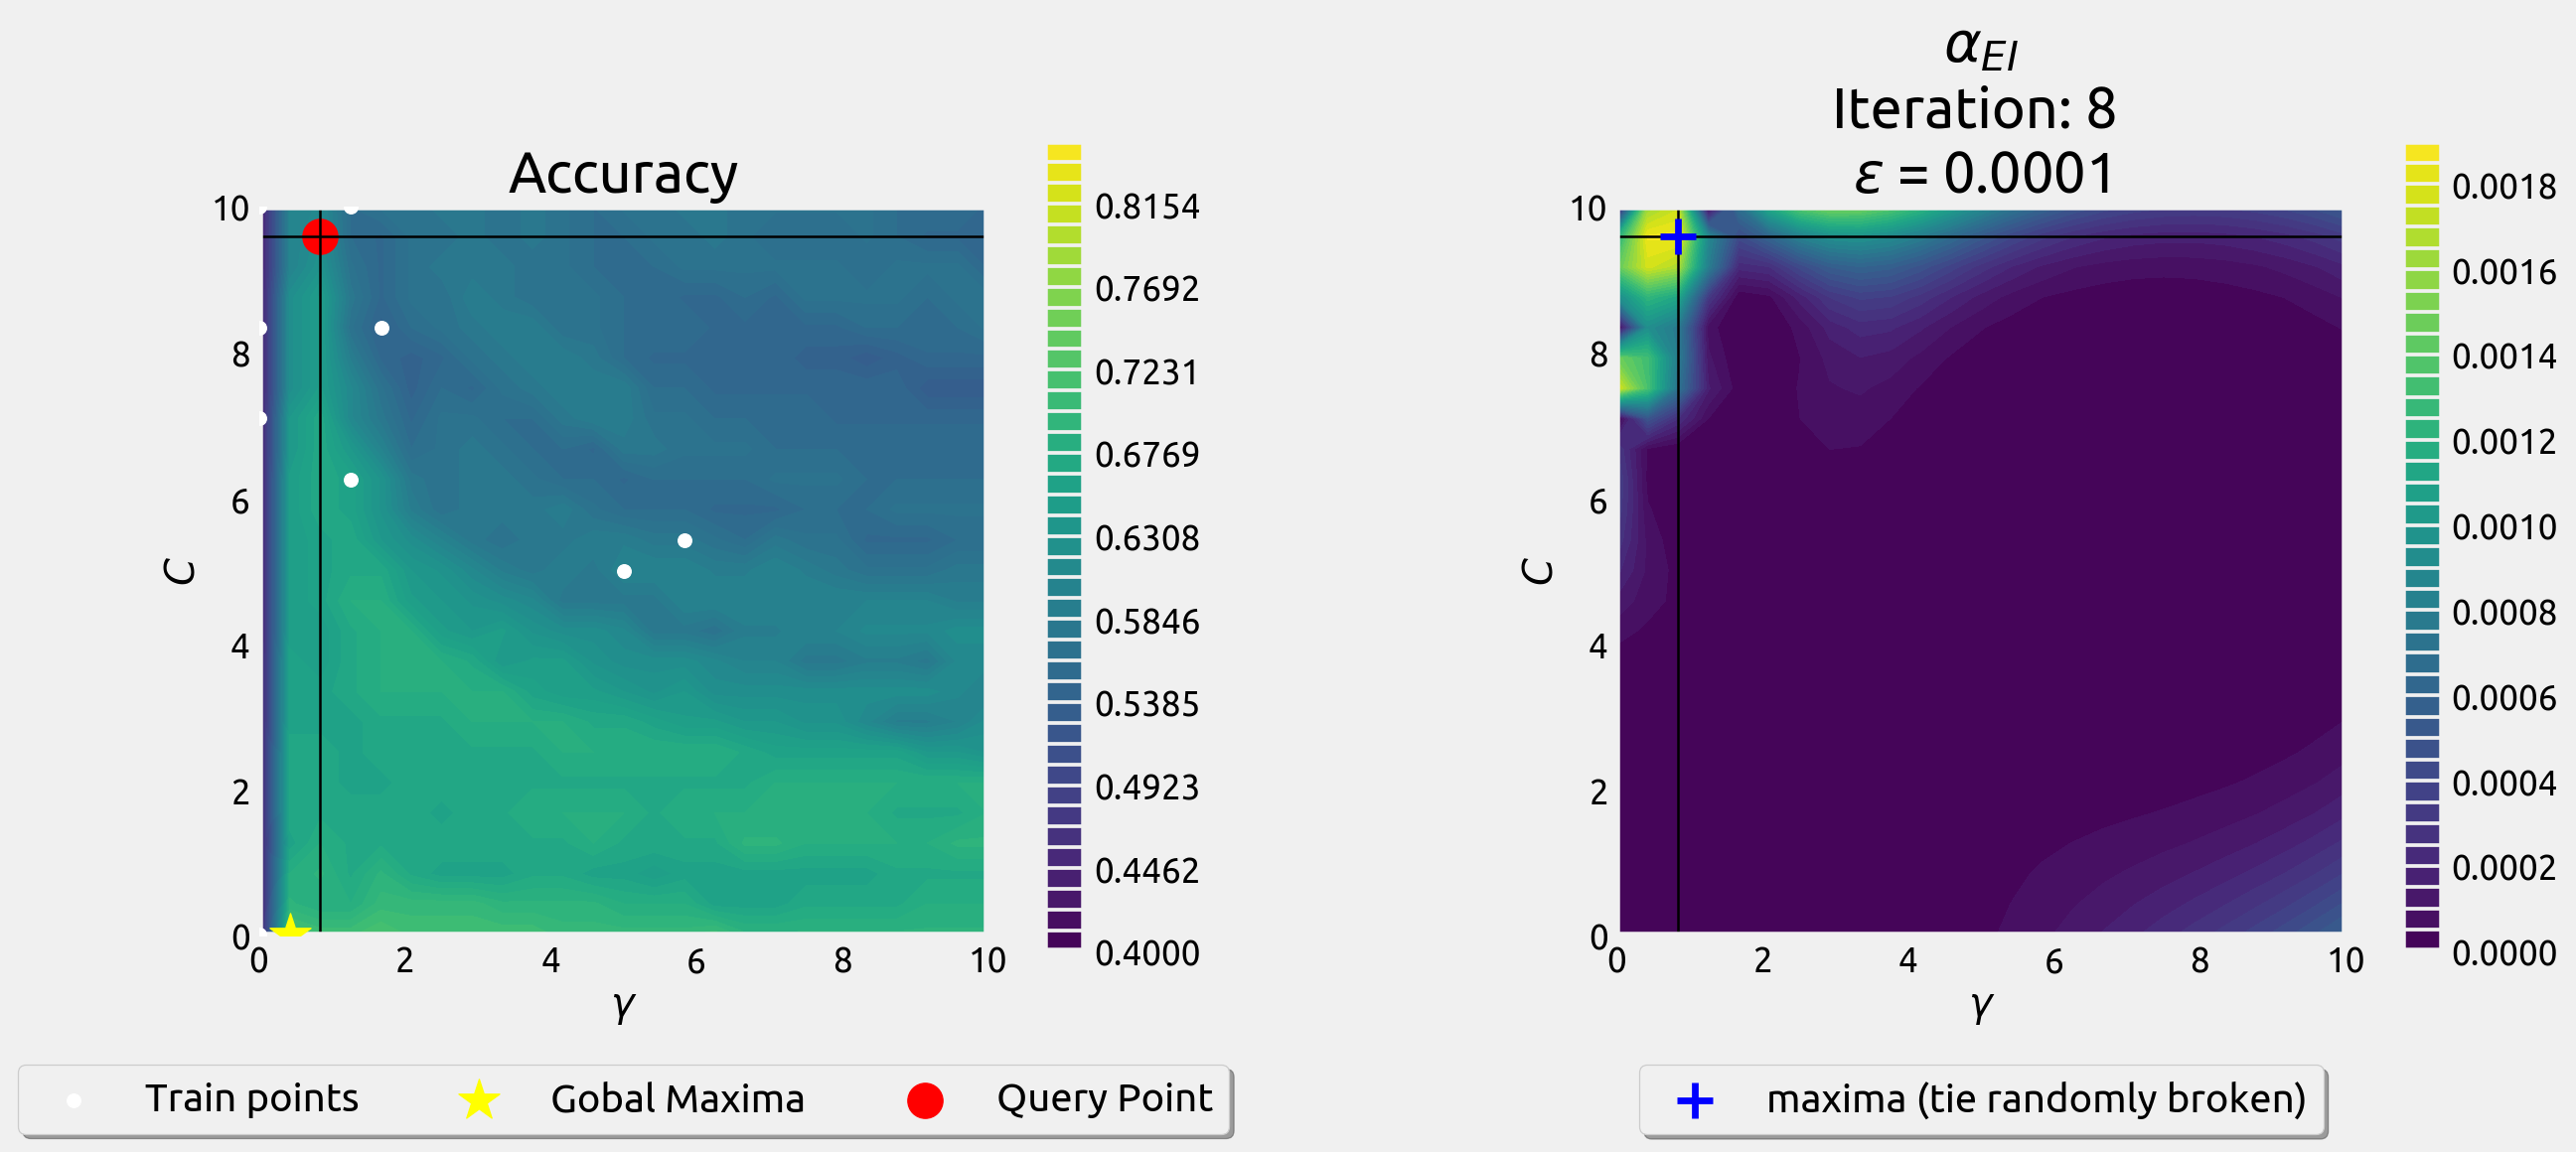 Accuracy
10
8
6
4
2
0
C
0 2 4 6 8 10
γ
0.8154
0.7692
0.7231
0.6769
0.6308
0.5846
0.5385
0.4923
0.4462
0.4000
Train points
Gobal Maxima
Query Point
α_EI
Iteration: 8
ε = 0.0001
10
8
6
4
2
0
C
0 2 4 6 8 10
γ
0.0018
0.0016
0.0014
0.0012
0.0010
0.0008
0.0006
0.0004
0.0002
0.0000
maxima (tie randomly broken)